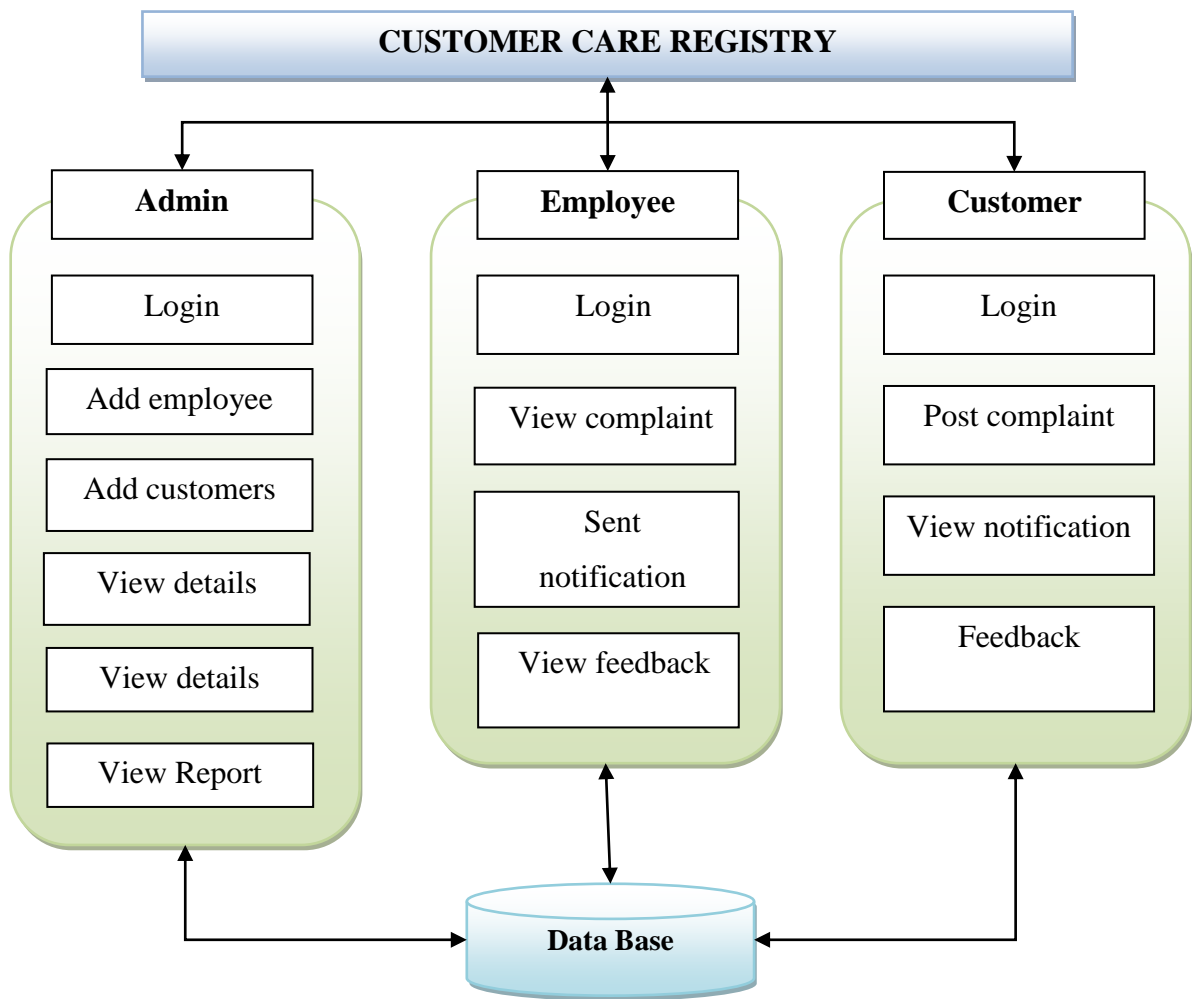 CUSTOMER CARE REGISTRY
Admin
Login
Add employee
Add customers
View details
View details
View Report
Employee
Login
View complaint
Sent
notification
View feedback
Customer
Login
Post complaint
View notification
Feedback
Data Base